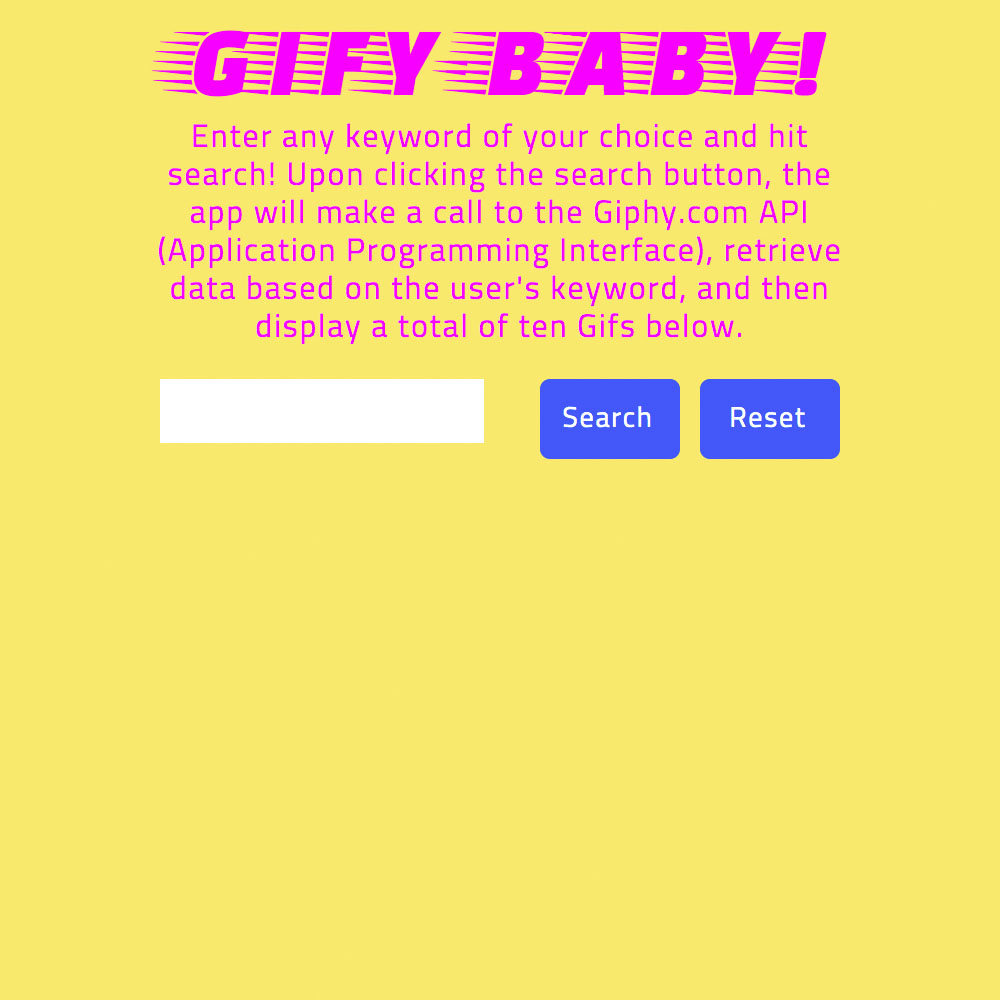 GIFY BABY!
Enter any keyword of your choice and hit
search! Upon clicking the search button, the
app will make a call to the Giphy.com API
(Application Programming Interface), retrieve
data based on the user's keyword, and then
display a total of ten Gifs below.
Search Reset